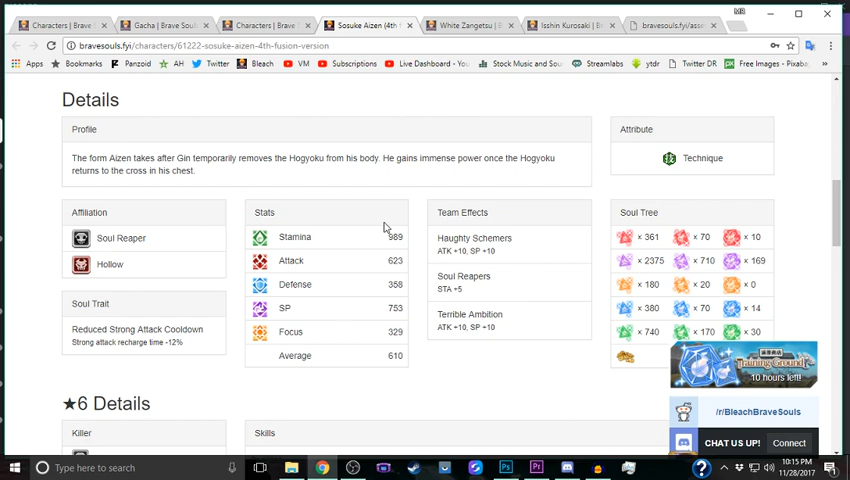 MR
Characters | Brave
Gacha | Brave Soul
Characters | Brave
Sosuke Aizen (4th f
White Zangetsu |
Isshin Kurosaki | B
bravesouls.fyi/asse
bravesouls.fyi/characters/61222-sosuke-aizen-4th-fusion-version
Apps Bookmarks Panzoid AH Twitter Bleach VM Subscriptions Live Dashboard - You Stock Music and Sou Streamlabs ytdr Twitter DR Free Images - Pixaba
Details
Profile
The form Aizen takes after Gin temporarily removes the Hogyoku from his body. He gains immense power once the Hogyoku
returns to the cross in his chest.
Attribute
技 Technique
Affiliation
Soul Reaper
Hollow
Soul Trait
Reduced Strong Attack Cooldown
Strong attack recharge time -12%
Stats
Stamina 989
Attack 623
Defense 358
SP 753
Focus 329
Average 610
Team Effects
Haughty Schemers
ATK +10, SP +10
Soul Reapers
STA +5
Terrible Ambition
ATK +10, SP +10
Soul Tree
x 361 x 70 x 10
x 2375 x 710 x 169
x 180 x 20 x 0
x 380 x 70 x 14
x 740 x 170 x 30
Training Ground
10 hours left!
/r/BleachBraveSouls
CHAT US UP! Connect
★6 Details
Killer
Skills
Type here to search
10:15 PM
11/28/2017